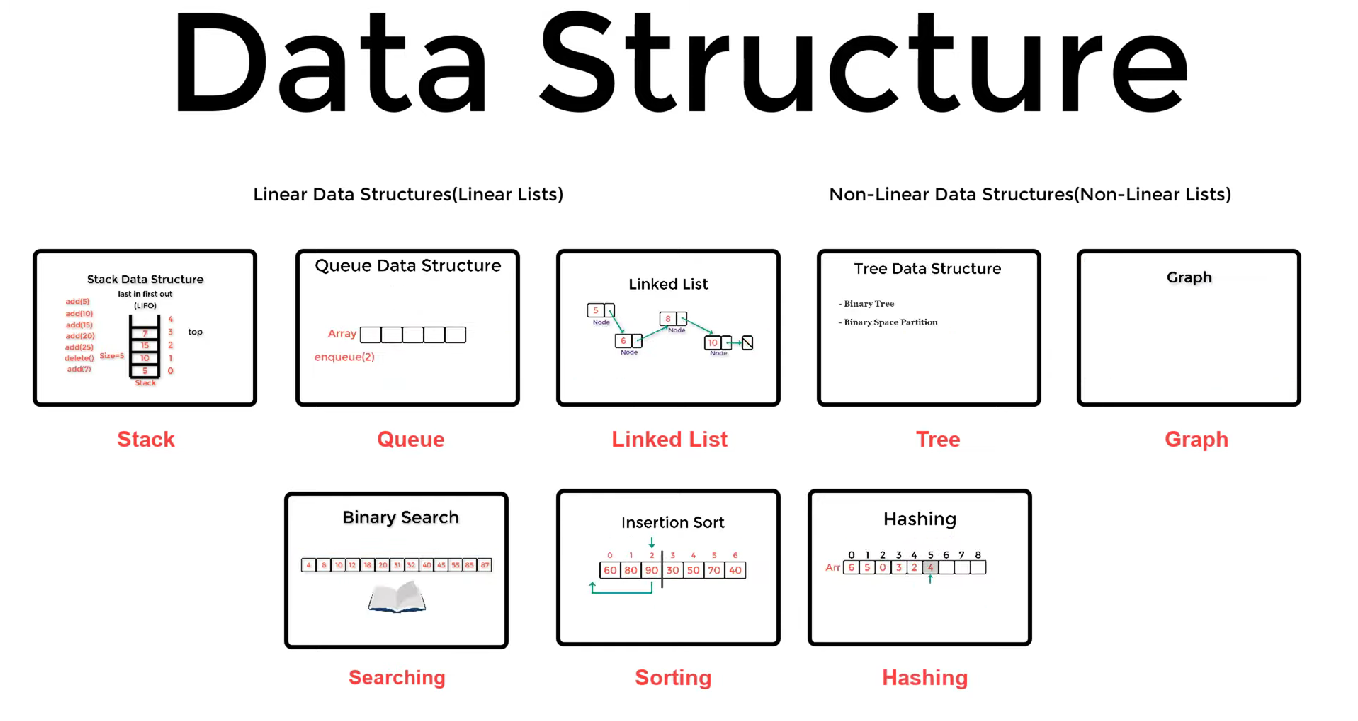 Data Structure
Linear Data Structures(Linear Lists)
Non-Linear Data Structures(Non-Linear Lists)
Stack Data Structure
last in first out
(LIFO)
add(5)
add(10)
add(15)
add(20)
add(25)
delete()
add(7)
Size=5
4
7 3 top
15 2
10 1
5 0
Stack
Stack
Queue Data Structure
Array
enqueue(2)
Queue
Linked List
5
Node
6
Node
8
Node
10
Node
Linked List
Tree Data Structure
- Binary Tree
- Binary Space Partition
Tree
Graph
Graph
Binary Search
4 8 10 12 18 20 31 32 40 45 55 85 87
Searching
Insertion Sort
0 1 2 3 4 5 6
60 80 90 30 50 70 40
Sorting
Hashing
0 1 2 3 4 5 6 7 8
Arr 6 5 0 3 2 4
Hashing